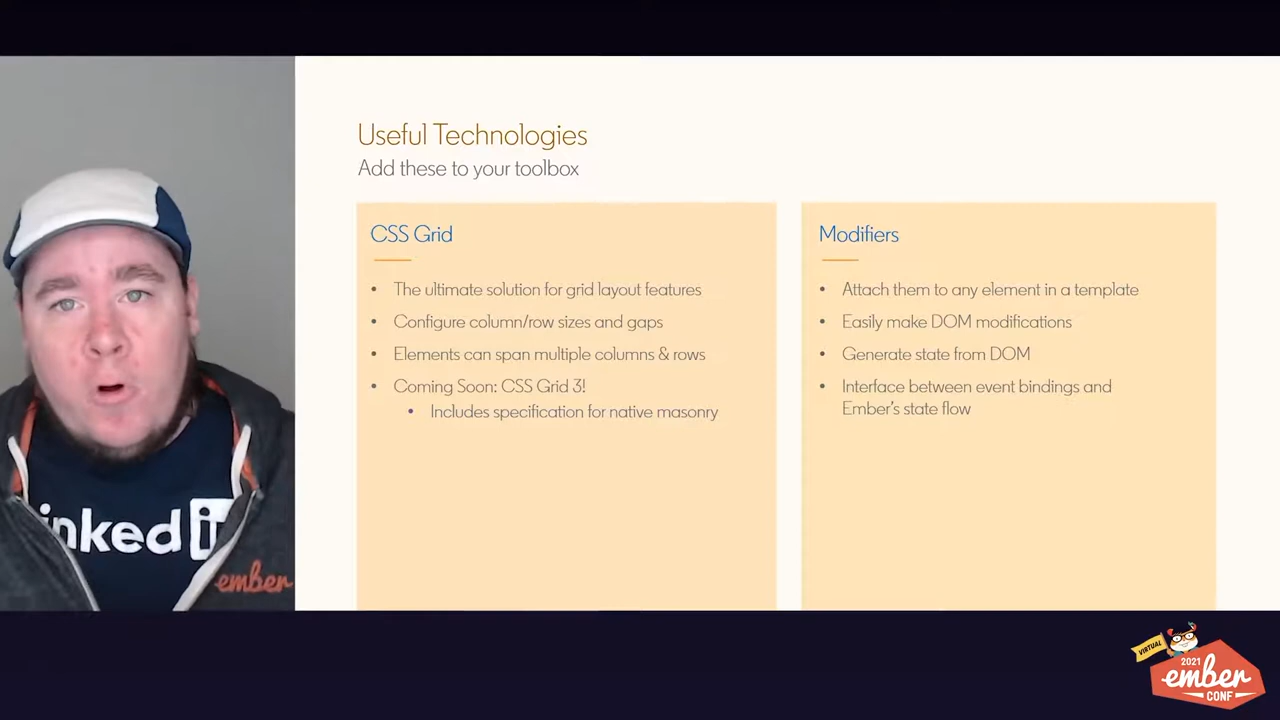 Useful Technologies
Add these to your toolbox
CSS Grid
• The ultimate solution for grid layout features
• Configure column/row sizes and gaps
• Elements can span multiple columns & rows
• Coming Soon: CSS Grid 3!
• Includes specification for native masonry
Modifiers
• Attach them to any element in a template
• Easily make DOM modifications
• Generate state from DOM
• Interface between event bindings and
Ember's state flow
inked in
ember
VIRTUAL
2021
ember
CONF